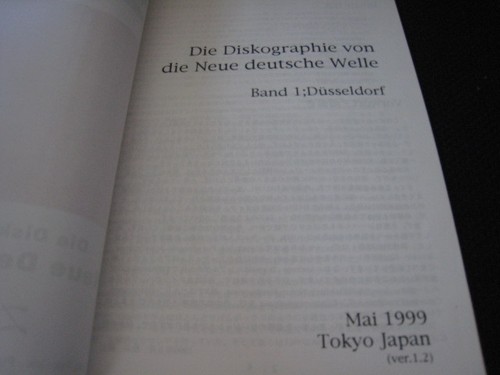 Die Diskographie von
die Neue deutsche Welle
Band 1;Düsseldorf
Mai 1999
Tokyo Japan
(ver.1.2)